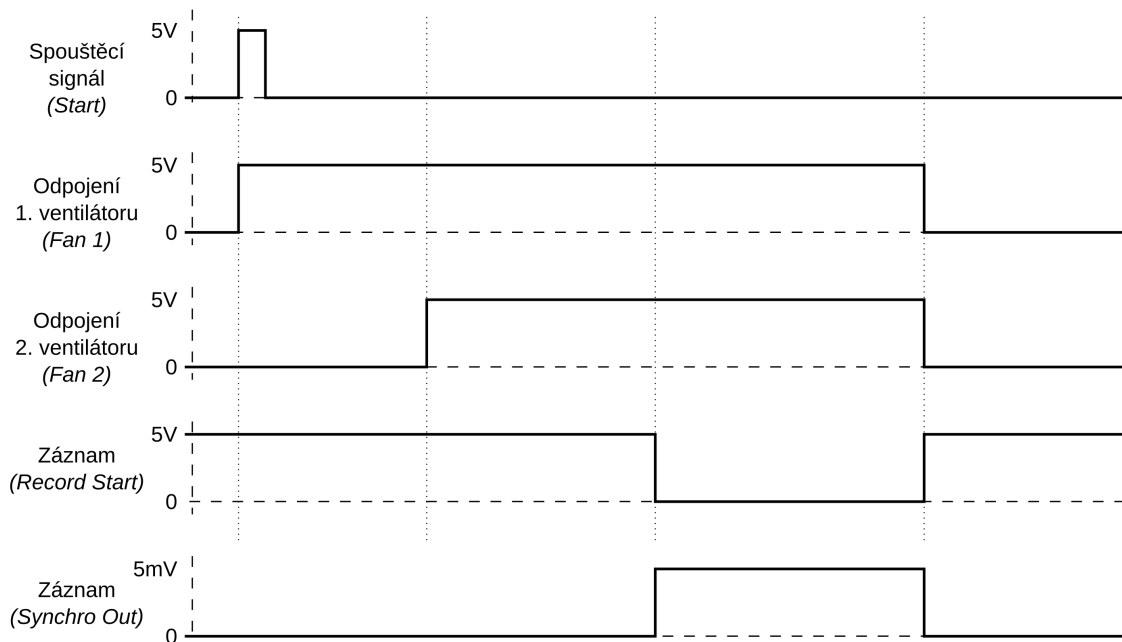 5V
Spouštěcí
signál
(Start)
0
5V
Odpojení
1. ventilátoru
(Fan 1)
0
5V
Odpojení
2. ventilátoru
(Fan 2)
0
5V
Záznam
(Record Start)
0
5mV
Záznam
(Synchro Out)
0